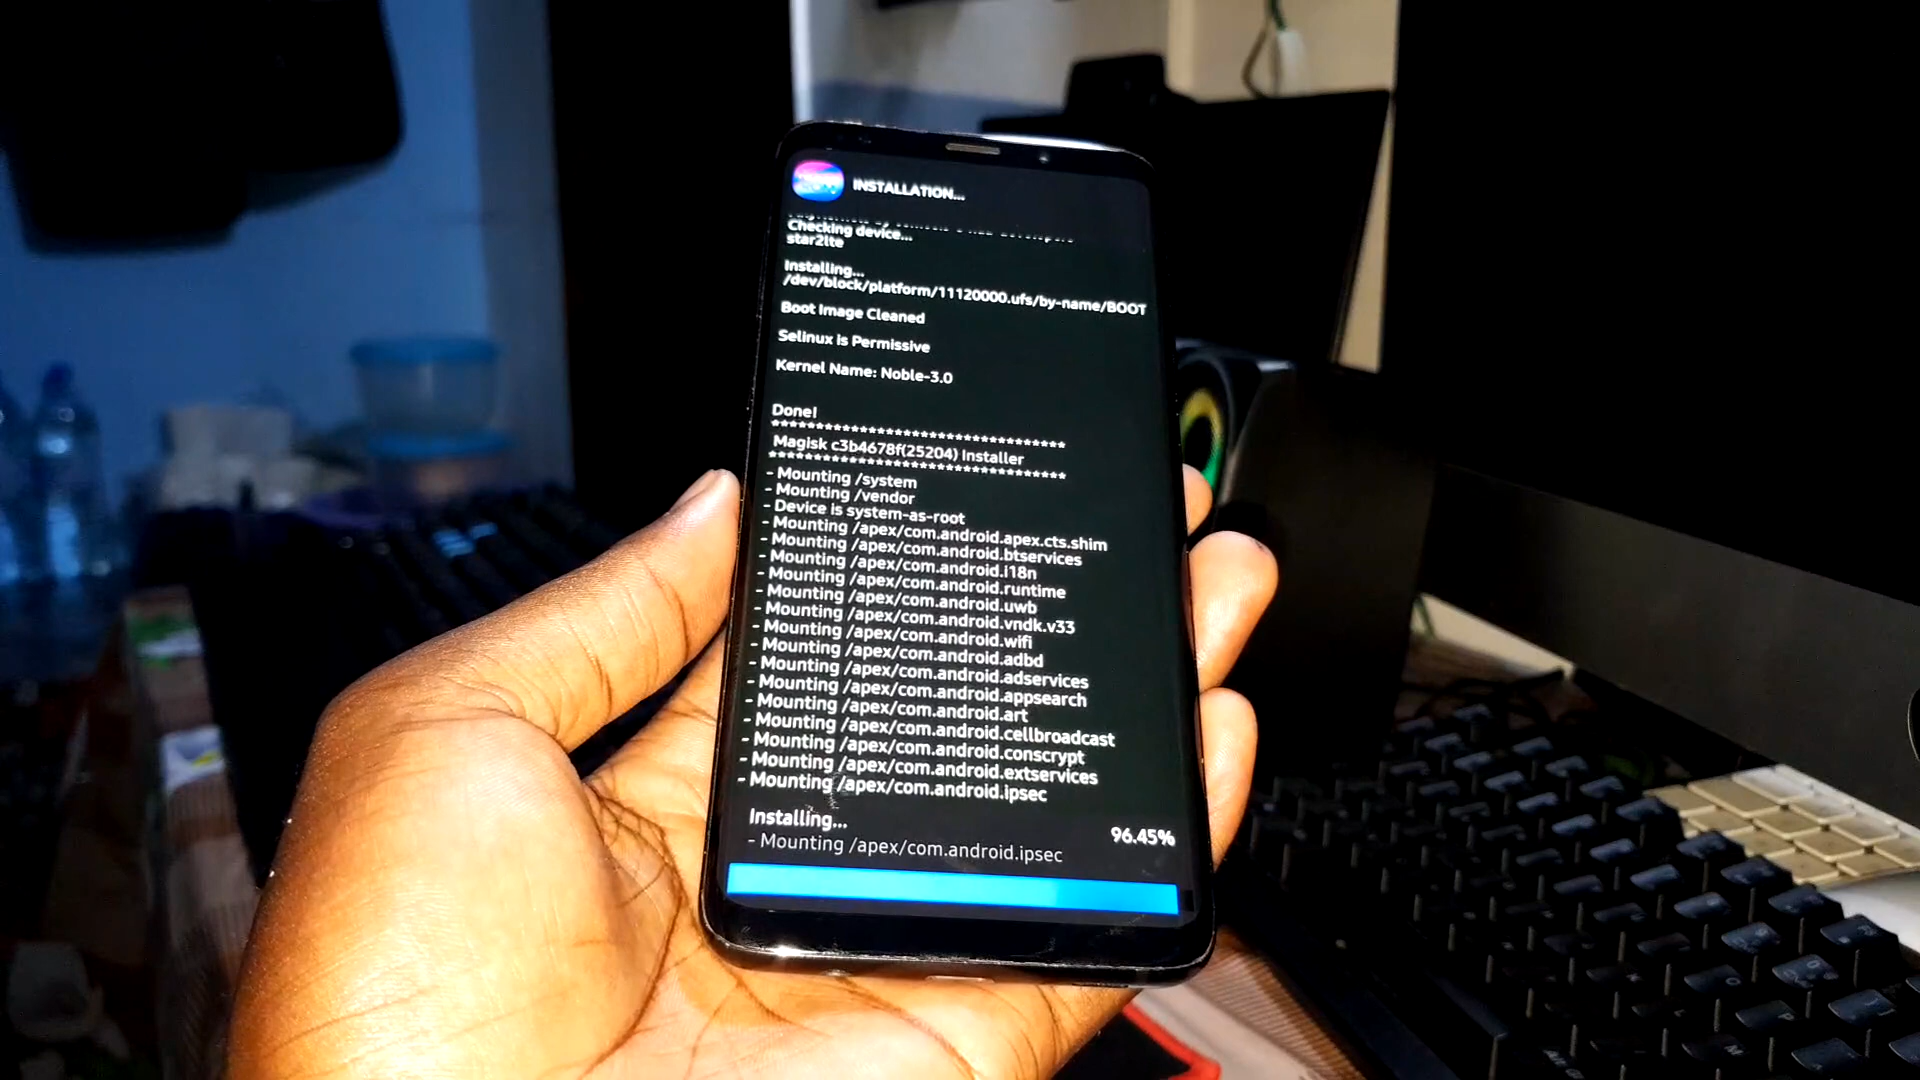 INSTALLATION...
Checking device...
star2lte
Installing...
/dev/block/platform/11120000.ufs/by-name/BOOT
Boot Image Cleaned
Selinux is Permissive
Kernel Name: Noble-3.0
Done!
*********************************
Magisk c3b4678f(25204) Installer
*********************************
- Mounting /system
- Mounting /vendor
- Device is system-as-root
- Mounting /apex/com.android.apex.cts.shim
- Mounting /apex/com.android.btservices
- Mounting /apex/com.android.i18n
- Mounting /apex/com.android.runtime
- Mounting /apex/com.android.uwb
- Mounting /apex/com.android.vndk.v33
- Mounting /apex/com.android.wifi
- Mounting /apex/com.android.adbd
- Mounting /apex/com.android.adservices
- Mounting /apex/com.android.appsearch
- Mounting /apex/com.android.art
- Mounting /apex/com.android.cellbroadcast
- Mounting /apex/com.android.conscrypt
- Mounting /apex/com.android.extservices
- Mounting /apex/com.android.ipsec
Installing...
96.45%
- Mounting /apex/com.android.ipsec